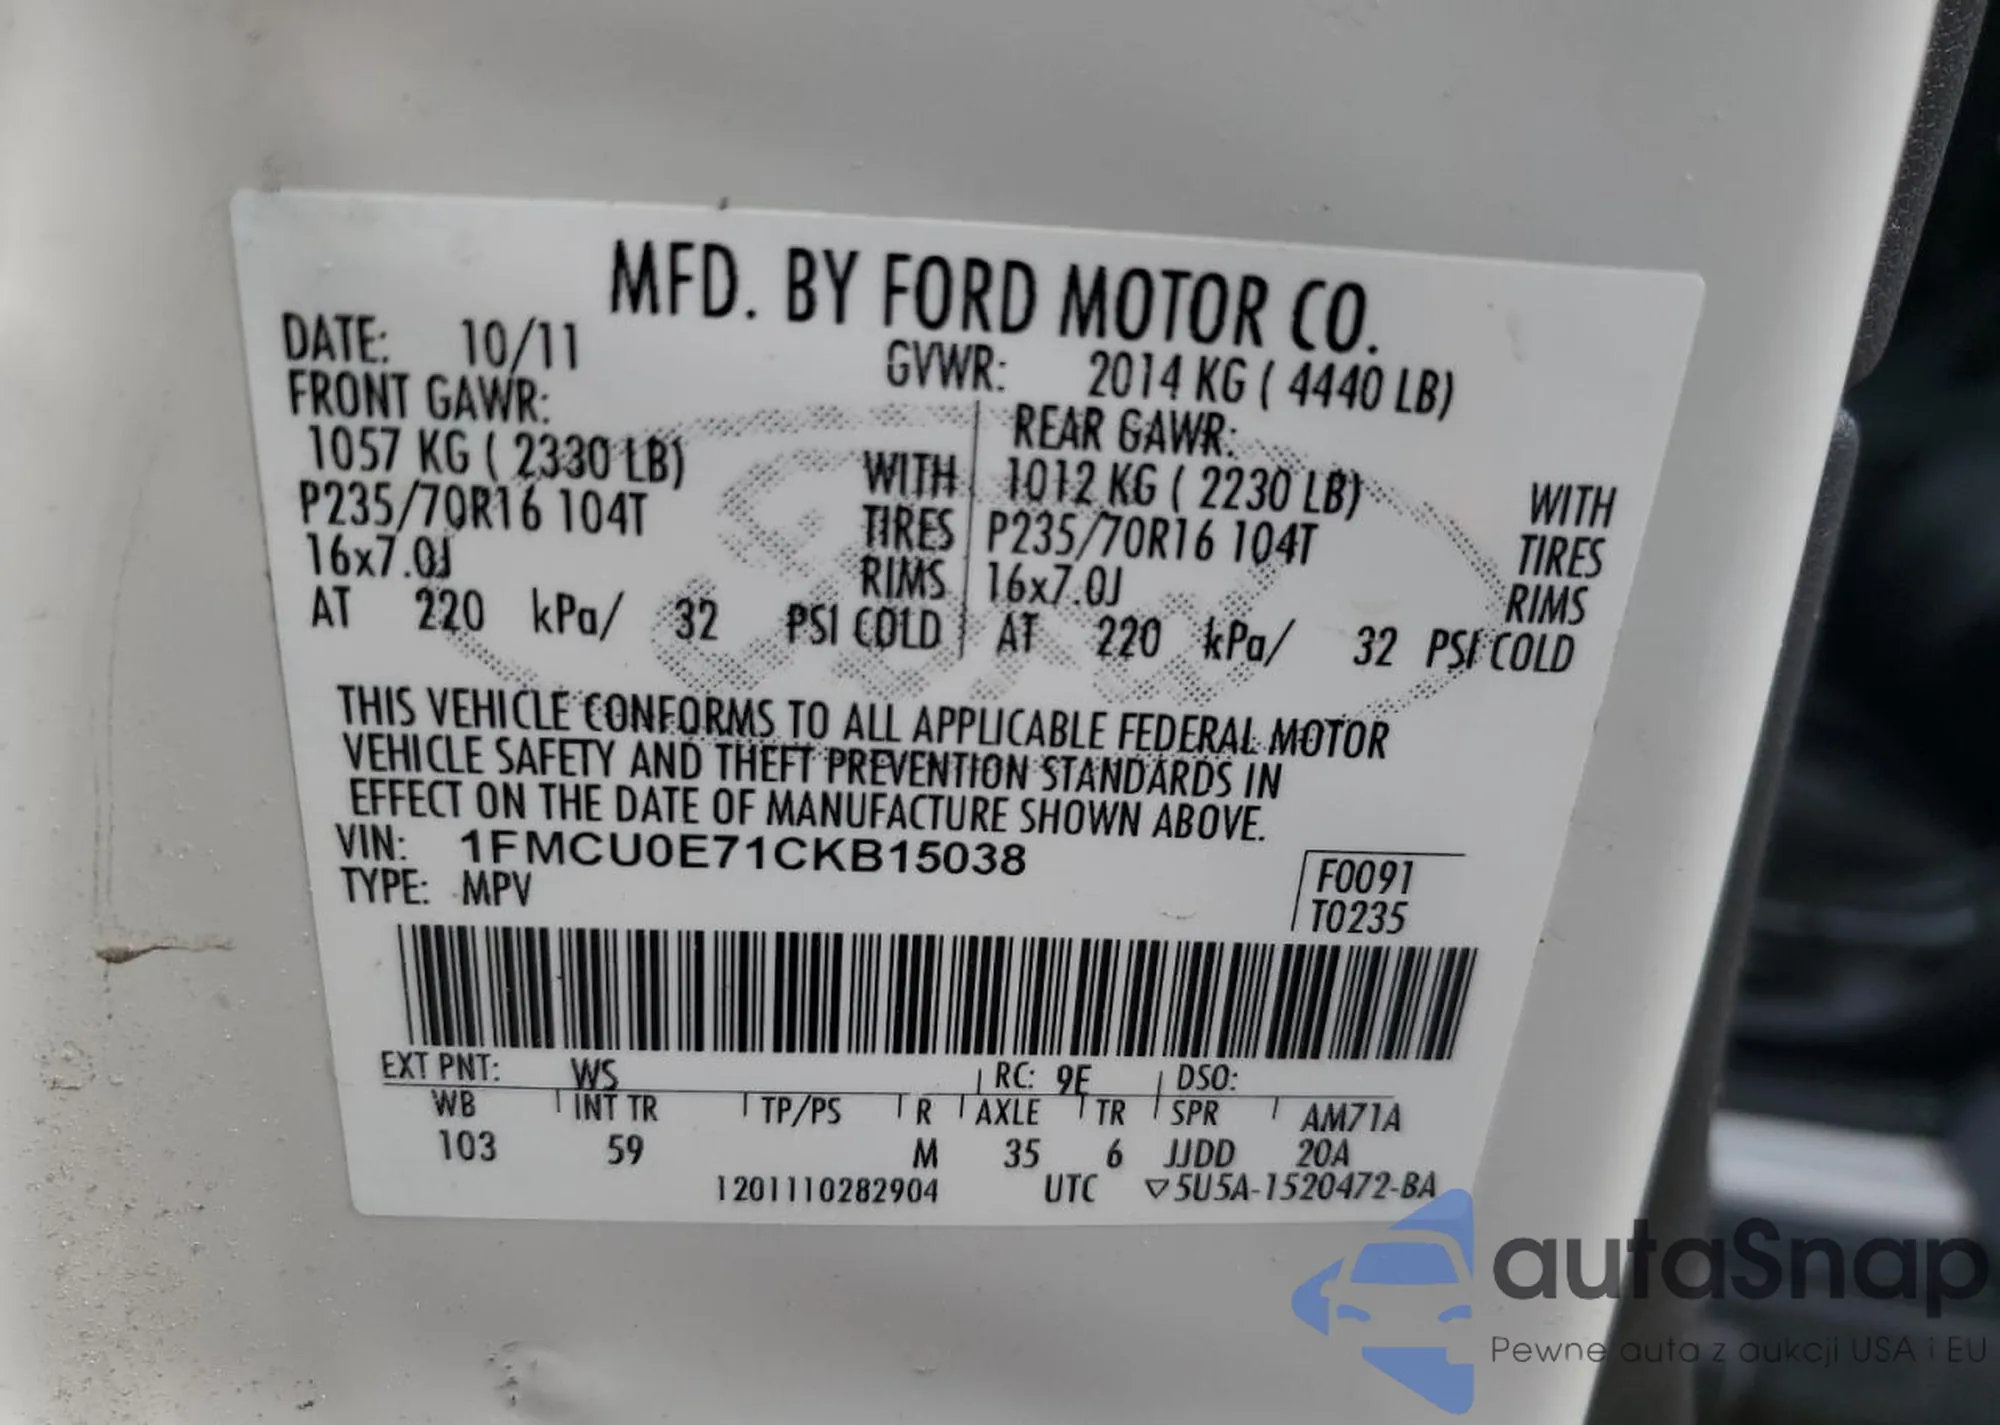 MFD. BY FORD MOTOR CO.
DATE: 10/11 GVWR: 2014 KG ( 4440 LB)
FRONT GAWR: REAR GAWR:
1057 KG ( 2330 LB) WITH 1012 KG ( 2230 LB) WITH
P235/70R16 104T TIRES P235/70R16 104T TIRES
16x7.0J RIMS 16x7.0J RIMS
AT 220 kPa/ 32 PSI COLD AT 220 kPa/ 32 PSI COLD
THIS VEHICLE CONFORMS TO ALL APPLICABLE FEDERAL MOTOR
VEHICLE SAFETY AND THEFT PREVENTION STANDARDS IN
EFFECT ON THE DATE OF MANUFACTURE SHOWN ABOVE.
VIN: 1FMCU0E71CKB15038 F0091
TYPE: MPV T0235
EXT PNT: WS RC: 9E DSO:
WB INT TR TP/PS R AXLE TR SPR AM71A
103 59 M 35 6 JJDD 20A
1201110282904 UTC ▽5U5A-1520472-BA
autaSnap
Pewne auta z aukcji USA i EU